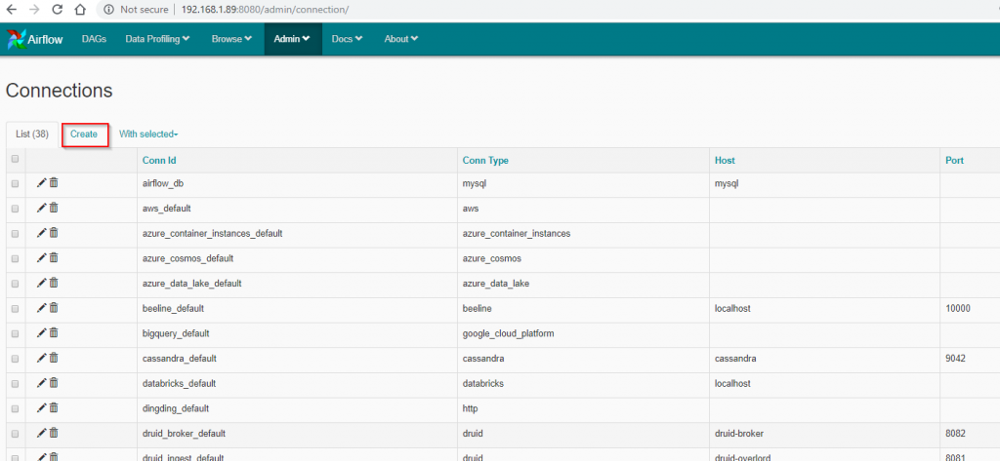 Not secure | 192.168.1.89:8080/admin/connection/
Airflow DAGs Data Profiling Browse Admin Docs About
Connections
List (38) Create With selected
Conn Id Conn Type Host Port
airflow_db mysql mysql
aws_default aws
azure_container_instances_default azure_container_instances
azure_cosmos_default azure_cosmos
azure_data_lake_default azure_data_lake
beeline_default beeline localhost 10000
bigquery_default google_cloud_platform
cassandra_default cassandra cassandra 9042
databricks_default databricks localhost
dingding_default http
druid_broker_default druid druid-broker 8082
druid_ingest_default druid druid-overlord 8081